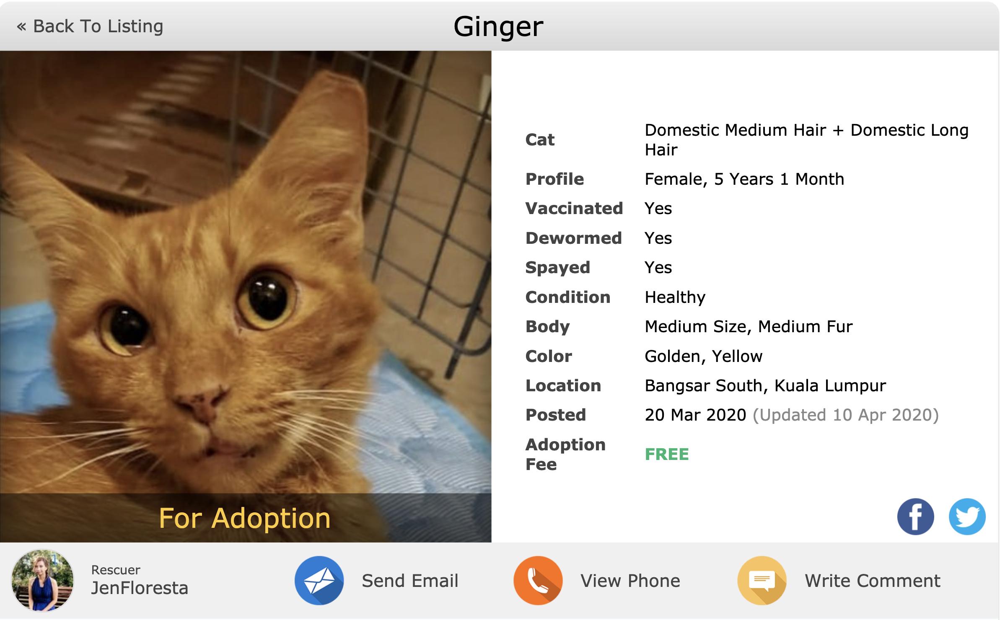 « Back To Listing
Ginger
For Adoption
Cat
Domestic Medium Hair + Domestic Long
Hair
Profile
Female, 5 Years 1 Month
Vaccinated
Yes
Dewormed
Yes
Spayed
Yes
Condition
Healthy
Body
Medium Size, Medium Fur
Color
Golden, Yellow
Location
Bangsar South, Kuala Lumpur
Posted
20 Mar 2020 (Updated 10 Apr 2020)
Adoption
Fee
FREE
Rescuer
JenFloresta
Send Email
View Phone
Write Comment